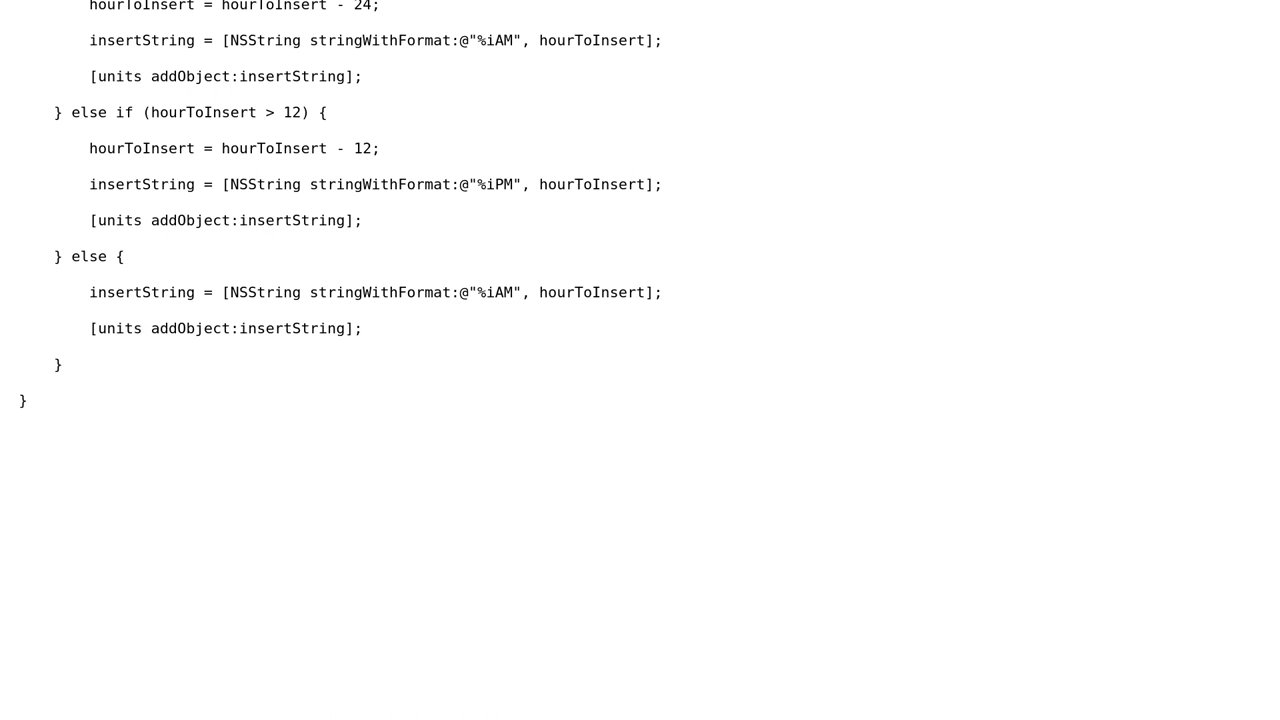 hourToInsert = hourToInsert - 24;
insertString = [NSString stringWithFormat:@"%iAM", hourToInsert];
[units addObject:insertString];
} else if (hourToInsert > 12) {
hourToInsert = hourToInsert - 12;
insertString = [NSString stringWithFormat:@"%iPM", hourToInsert];
[units addObject:insertString];
} else {
insertString = [NSString stringWithFormat:@"%iAM", hourToInsert];
[units addObject:insertString];
}
}